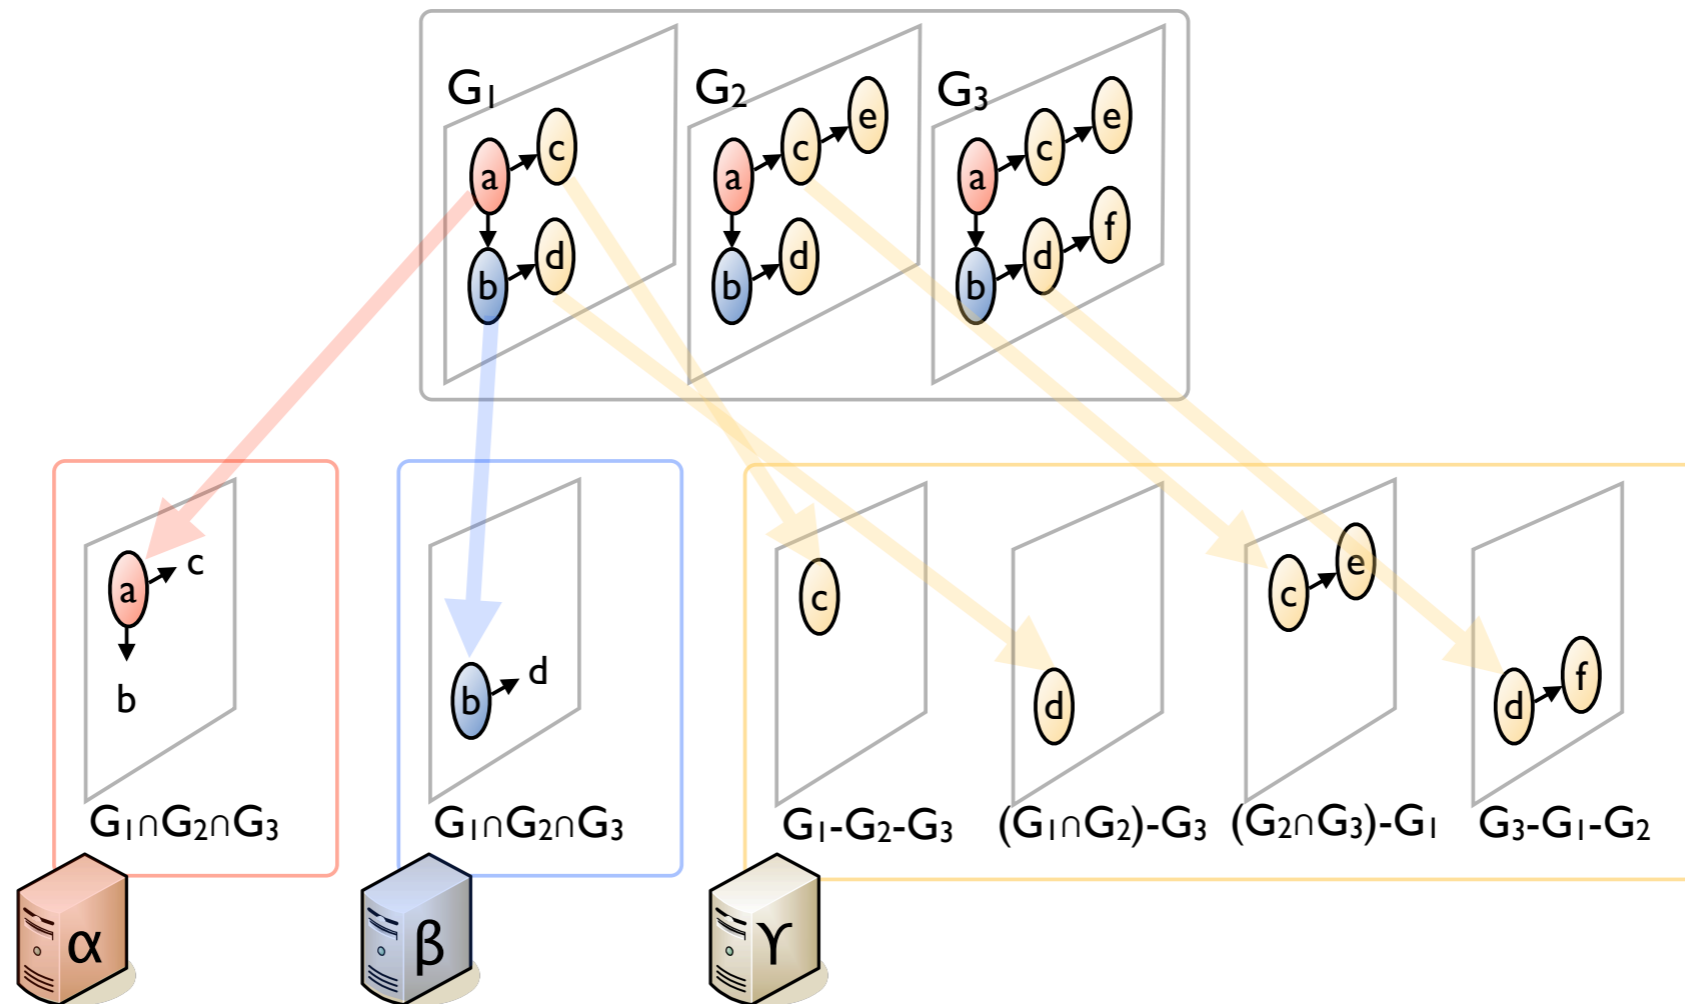 G₁ G₂ G₃
a c
b d
a c e
b d
a c e
b d f
a c
b
G₁∩G₂∩G₃
b d
G₁∩G₂∩G₃
c
G₁-G₂-G₃
d
(G₁∩G₂)-G₃
c e
(G₂∩G₃)-G₁
d f
G₃-G₁-G₂
α β ϒ